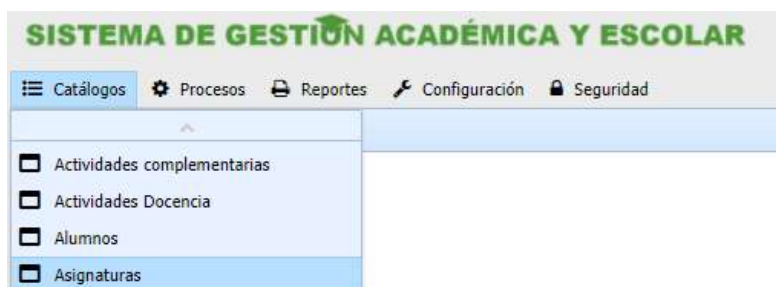 SISTEMA DE GESTIÓN ACADÉMICA Y ESCOLAR
Catálogos Procesos Reportes Configuración Seguridad
Actividades complementarias
Actividades Docencia
Alumnos
Asignaturas